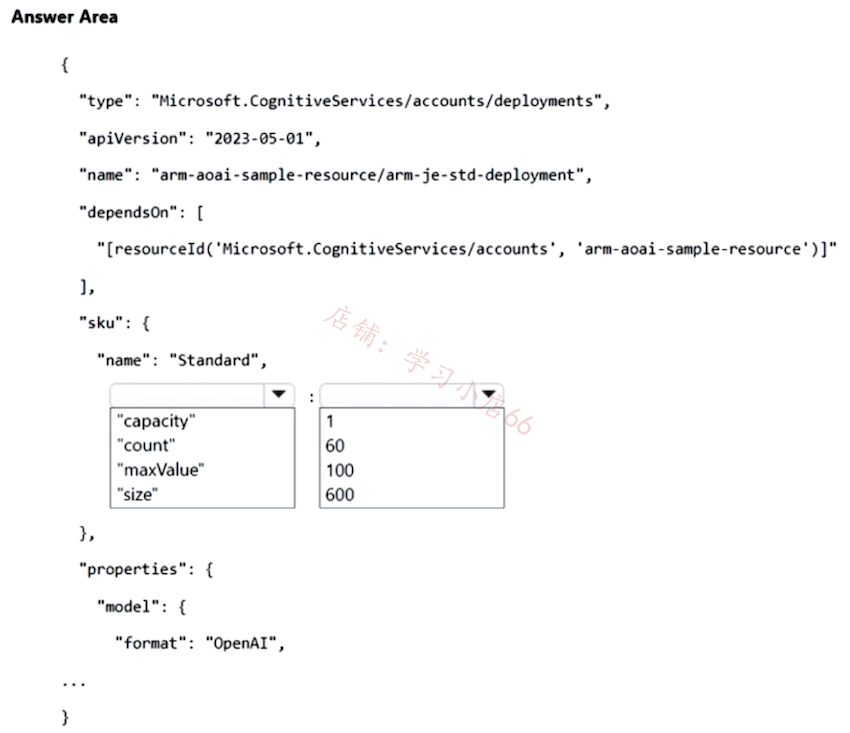 Answer Area
{
"type": "Microsoft.CognitiveServices/accounts/deployments",
"apiVersion": "2023-05-01",
"name": "arm-aoai-sample-resource/arm-je-std-deployment",
"dependsOn": [
"[resourceId('Microsoft.CognitiveServices/accounts', 'arm-aoai-sample-resource')]"
],
"sku": {
"name": "Standard",
:
"capacity" 1
"count" 60
"maxValue" 100
"size" 600
},
"properties": {
"model": {
"format": "OpenAI",
...
}
店铺：学习小店66